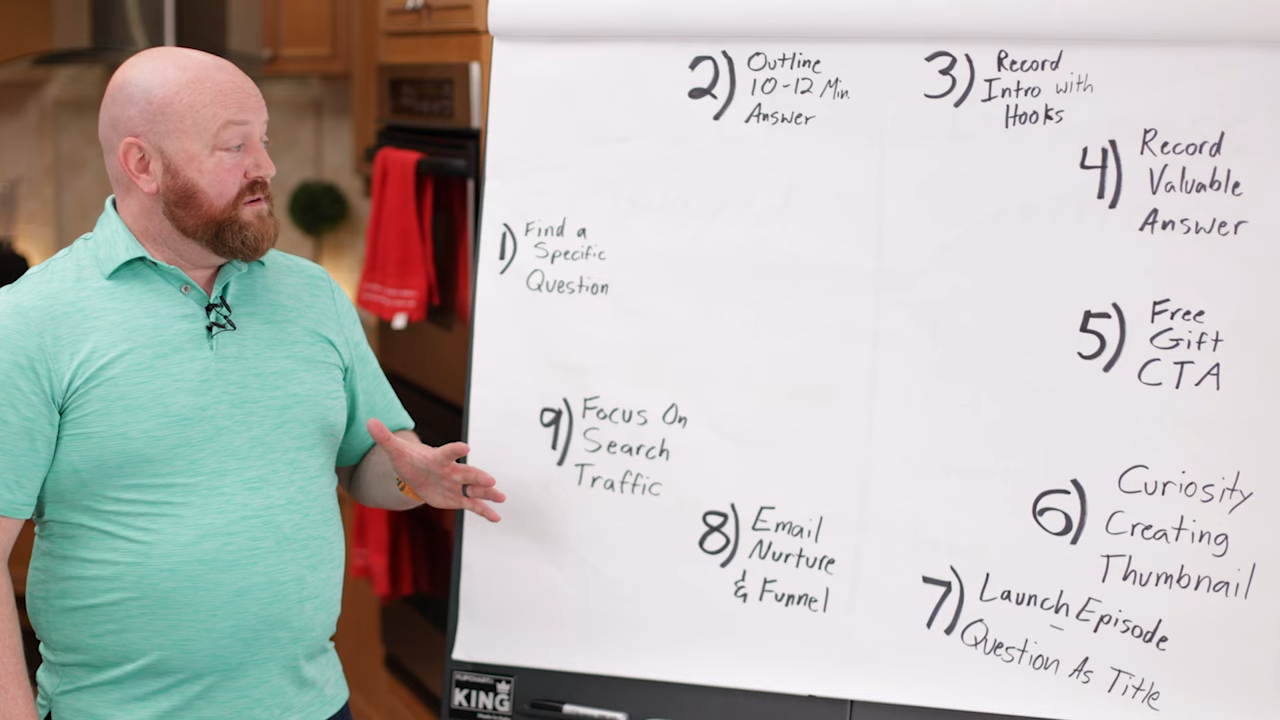 1) Find a
Specific
Question
2) Outline
10-12 Min
Answer
3) Record
Intro with
Hooks
4) Record
Valuable
Answer
5) Free
Gift
CTA
6) Curiosity
Creating
Thumbnail
7) Launch Episode
Question As Title
8) Email
Nurture
& Funnel
9) Focus On
Search
Traffic
KING